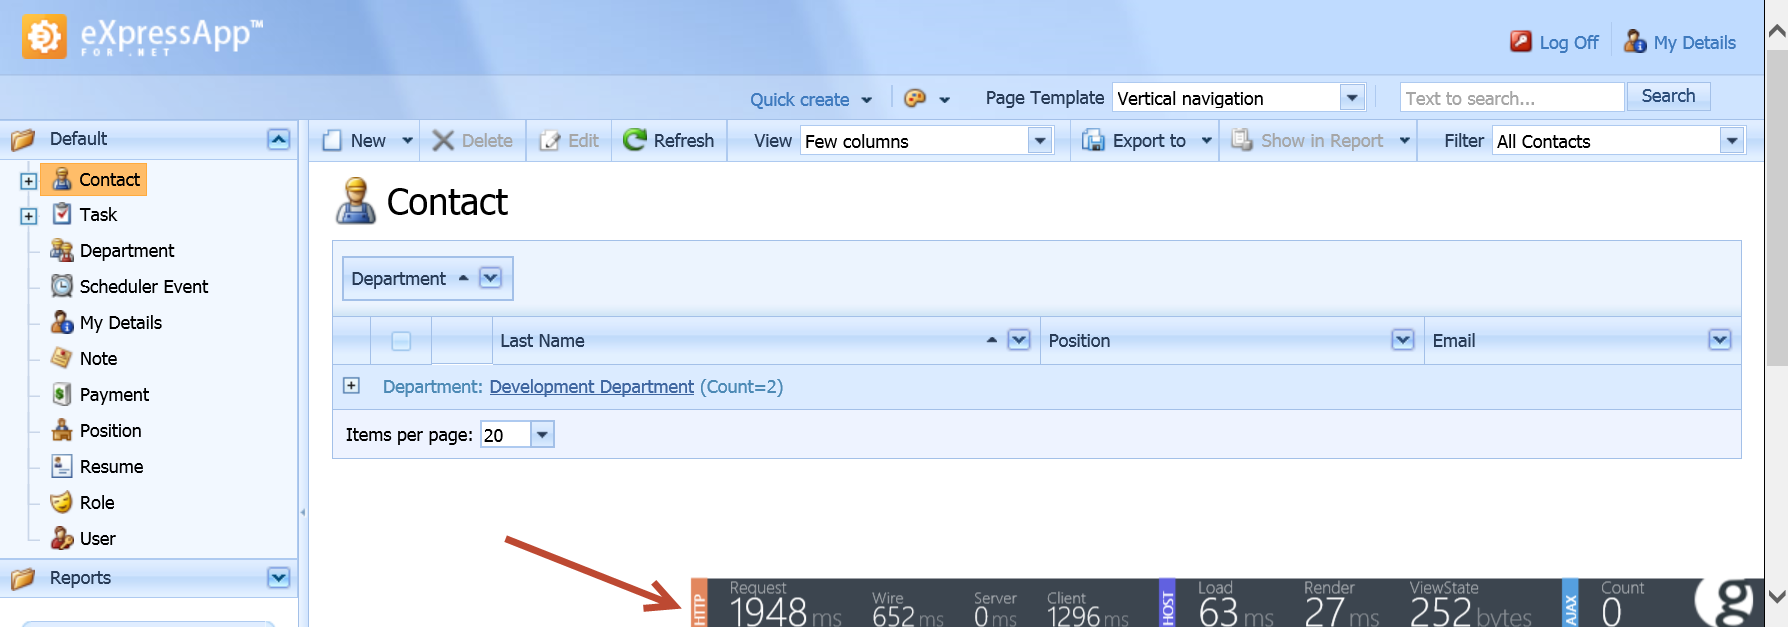 eXpressApp™
FOR .NET
Log Off
My Details
Quick create
Page Template
Vertical navigation
Text to search...
Search
Default
New
Delete
Edit
Refresh
View
Few columns
Export to
Show in Report
Filter
All Contacts
Contact
Task
Department
Scheduler Event
My Details
Note
Payment
Position
Resume
Role
User
Reports
Contact
Department
Last Name
Position
Email
Department: Development Department (Count=2)
Items per page: 20
HTTP
Request
1948 ms
Wire
652 ms
Server
0 ms
Client
1296 ms
HOST
Load
63 ms
Render
27 ms
ViewState
252 bytes
AJAX
Count
0
g